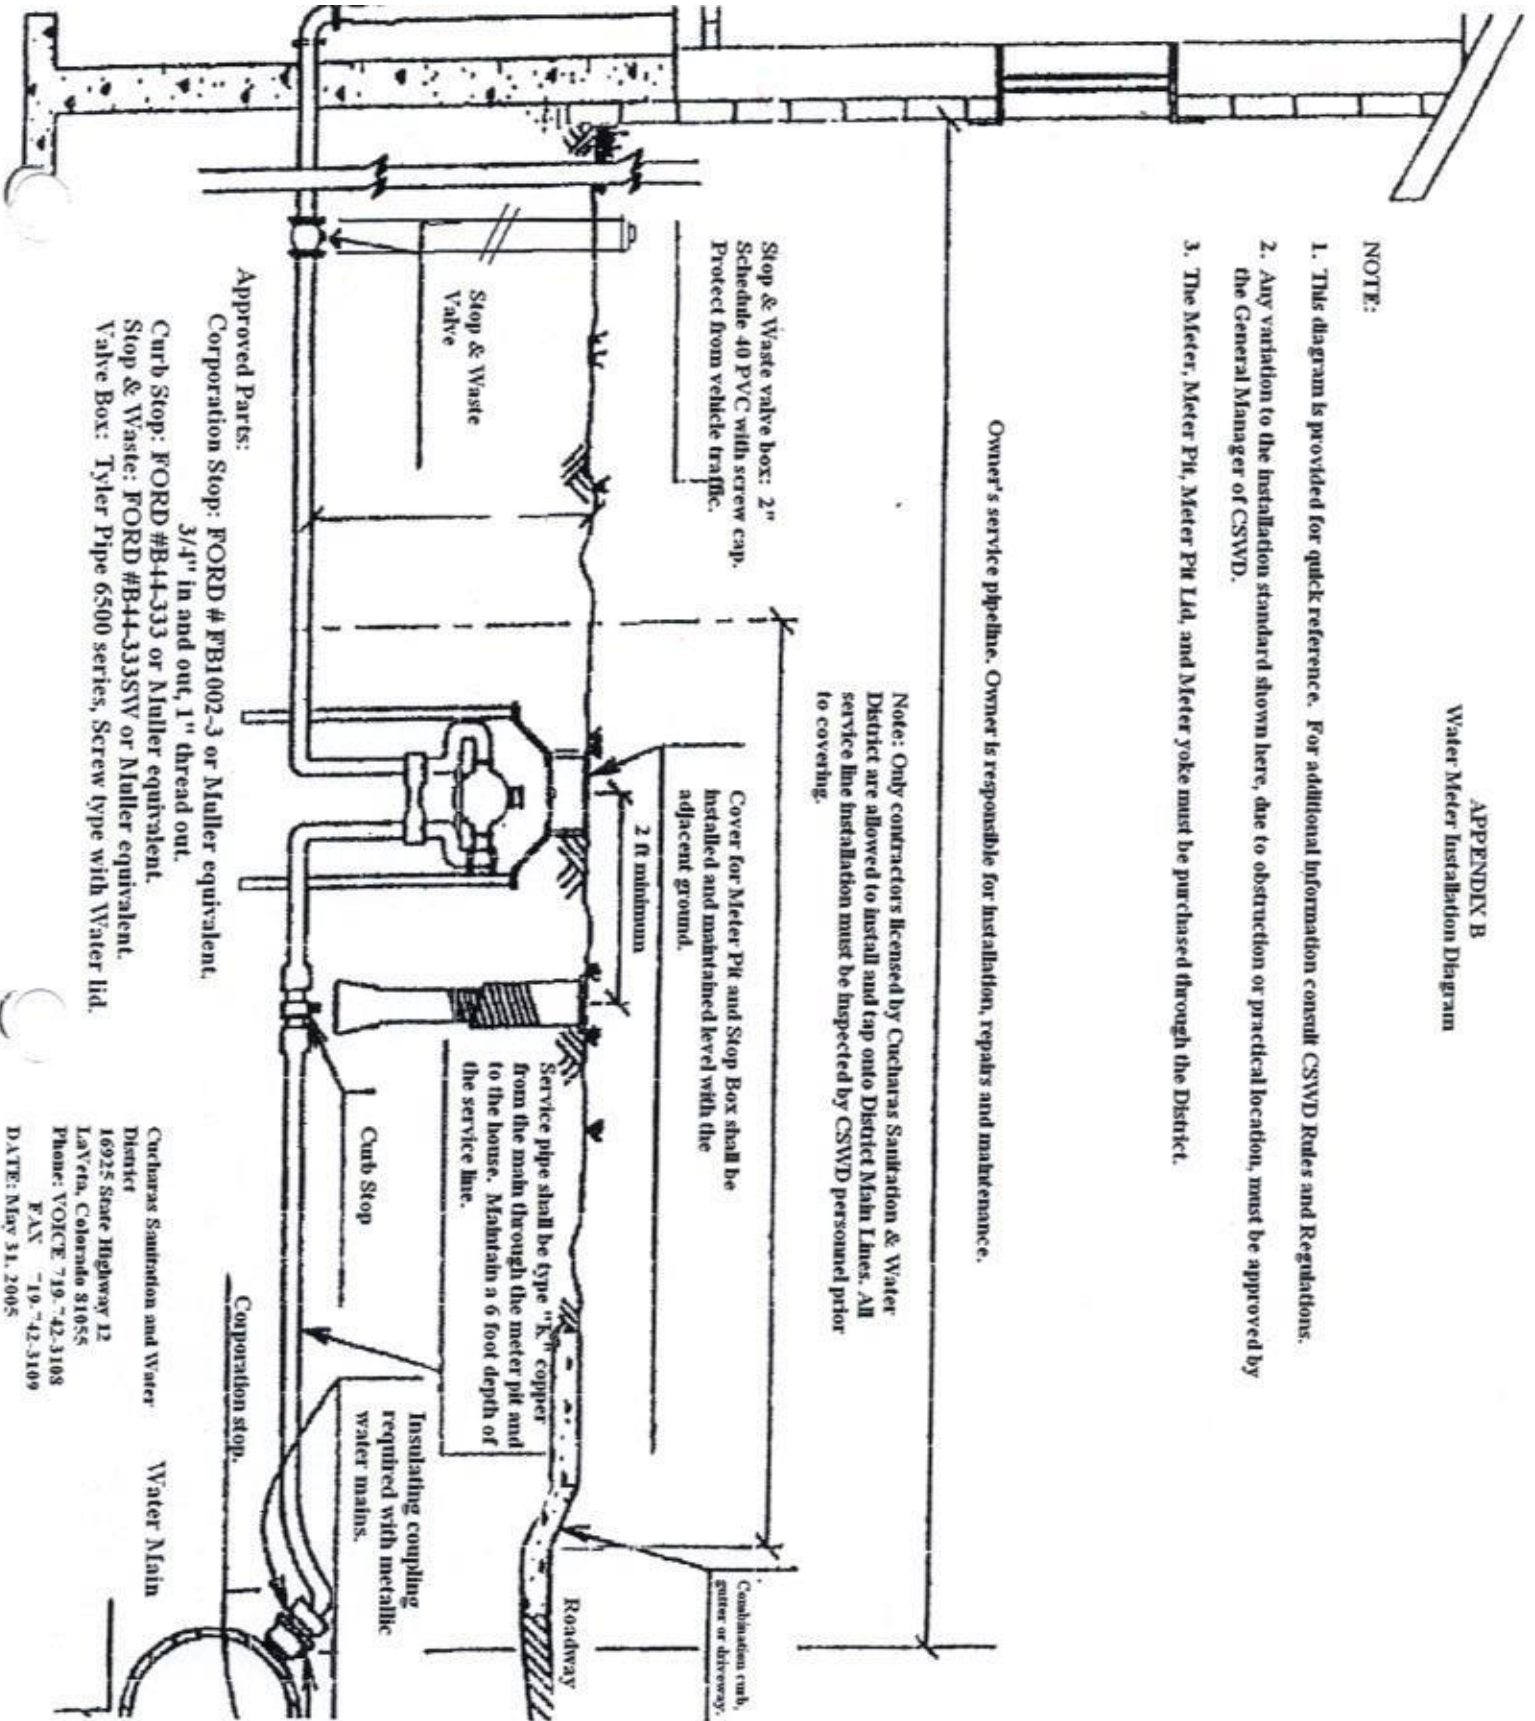 APPENDIX B
Water Meter Installation Diagram
NOTE:
1. This diagram is provided for quick reference. For additional information consult CSWD Rules and Regulations.
2. Any variation to the installation standard shown here, due to obstruction or practical location, must be approved by
the General Manager of CSWD.
3. The Meter, Meter Pit, Meter Pit Lid, and Meter yoke must be purchased through the District.
Owner's service pipeline. Owner is responsible for installation, repairs and maintenance.
Note: Only contractors licensed by Cucharas Sanitation & Water
District are allowed to install and tap onto District Main Lines. All
service line installation must be inspected by CSWD personnel prior
to covering.
Stop & Waste valve box: 2"
Schedule 40 PVC with screw cap.
Protect from vehicle traffic.
Cover for Meter Pit and Stop Box shall be
installed and maintained level with the
adjacent ground.
Combination curb,
gutter or driveway.
2 ft minimum
Roadway
Stop & Waste
Valve
Service pipe shall be type "K" copper
from the main through the meter pit and
to the house. Maintain a 6 foot depth of
the service line.
Curb Stop
Insulating coupling
required with metallic
water mains.
Corporation stop.
Water Main
Approved Parts:
Corporation Stop: FORD # FB1002-3 or Muller equivalent.
3/4" in and out, 1" thread out.
Curb Stop: FORD #B44-333 or Muller equivalent.
Stop & Waste: FORD #B44-333SW or Muller equivalent.
Valve Box: Tyler Pipe 6500 series, Screw type with Water lid.
Cucharas Sanitation and Water
District
16925 State Highway 12
LaVeta, Colorado 81055
Phone: VOICE 719-742-3108
FAX 719-742-3109
DATE: May 31, 2005